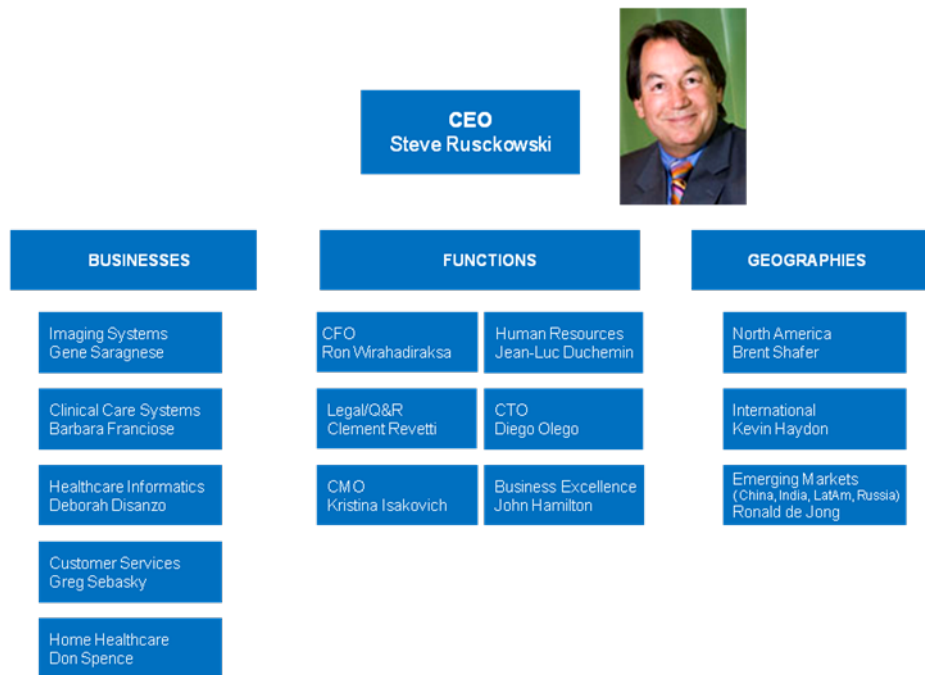 CEO
Steve Rusckowski
BUSINESSES
FUNCTIONS
GEOGRAPHIES
Imaging Systems
Gene Saragnese
Clinical Care Systems
Barbara Franciose
Healthcare Informatics
Deborah Disanzo
Customer Services
Greg Sebasky
Home Healthcare
Don Spence
CFO
Ron Wirahadiraksa
Human Resources
Jean-Luc Duchemin
Legal/Q&R
Clement Revetti
CTO
Diego Olego
CMO
Kristina Isakovich
Business Excellence
John Hamilton
North America
Brent Shafer
International
Kevin Haydon
Emerging Markets
(China, India, LatAm, Russia)
Ronald de Jong